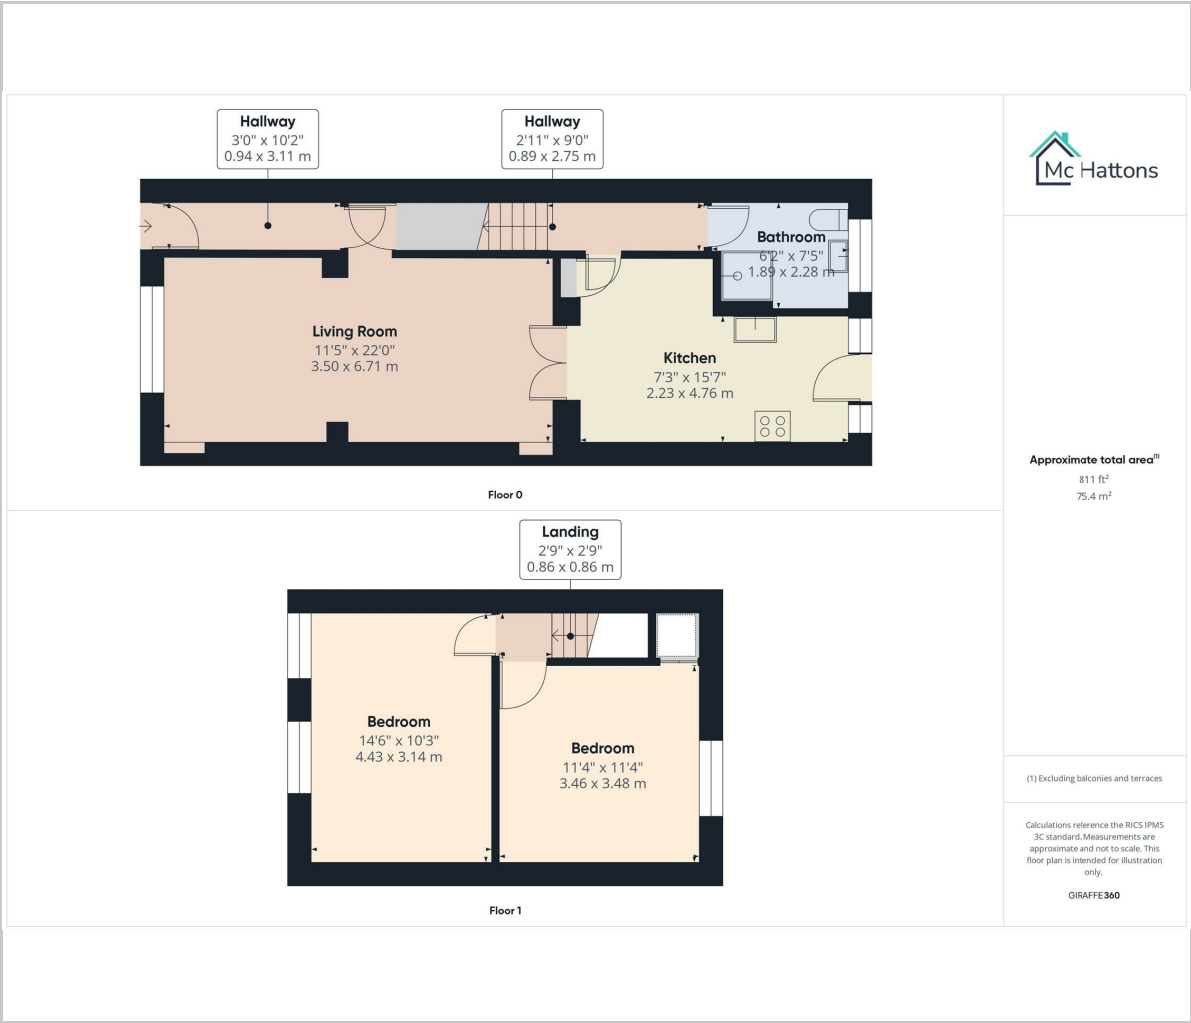 Hallway
3'0" x 10'2"
0.94 x 3.11 m
Hallway
2'11" x 9'0"
0.89 x 2.75 m
Bathroom
6'2" x 7'5"
1.89 x 2.28 m
Living Room
11'5" x 22'0"
3.50 x 6.71 m
Kitchen
7'3" x 15'7"
2.23 x 4.76 m
Floor 0
Landing
2'9" x 2'9"
0.86 x 0.86 m
Bedroom
14'6" x 10'3"
4.43 x 3.14 m
Bedroom
11'4" x 11'4"
3.46 x 3.48 m
Floor 1
Mc Hattons
Approximate total area(1)
811 ft²
75.4 m²
(1) Excluding balconies and terraces
Calculations reference the RICS IPMS
3C standard. Measurements are
approximate and not to scale. This
floor plan is intended for illustration
only.
GIRAFFE360